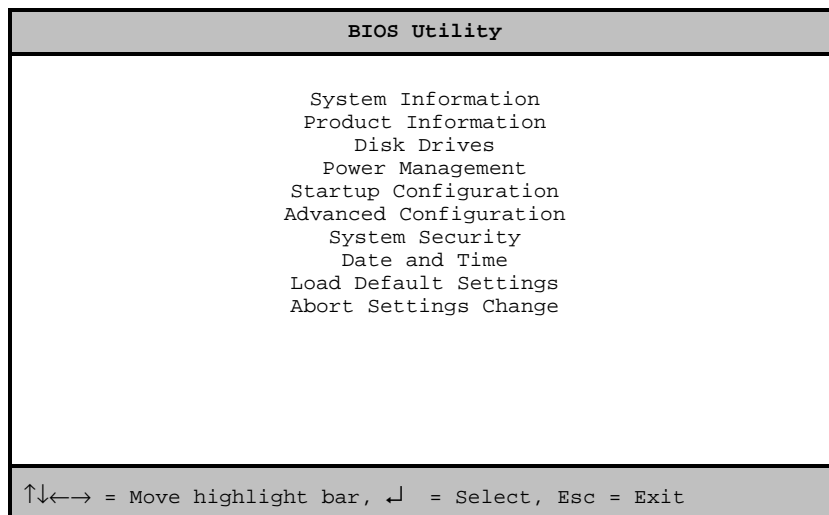 BIOS Utility
System Information
Product Information
Disk Drives
Power Management
Startup Configuration
Advanced Configuration
System Security
Date and Time
Load Default Settings
Abort Settings Change
↑↓←→ = Move highlight bar, ↵ = Select, Esc = Exit